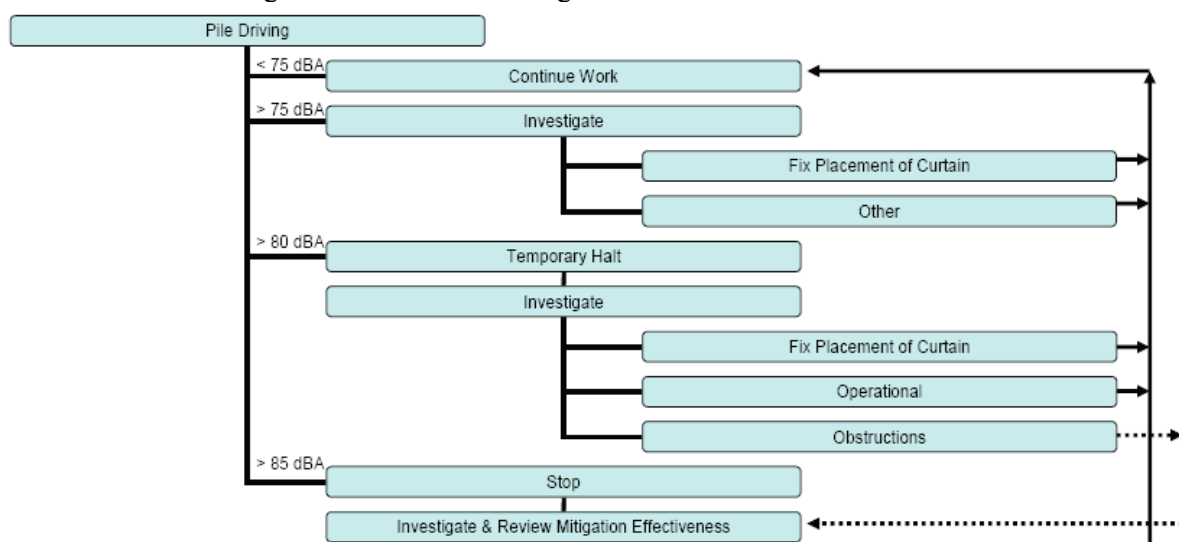 Pile Driving
< 75 dBA
Continue Work
> 75 dBA
Investigate
Fix Placement of Curtain
Other
> 80 dBA
Temporary Halt
Investigate
Fix Placement of Curtain
Operational
Obstructions
> 85 dBA
Stop
Investigate & Review Mitigation Effectiveness